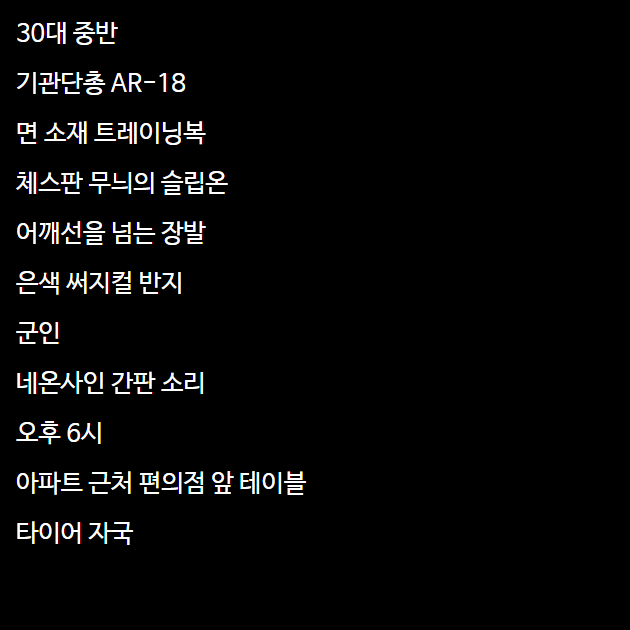 30대 중반
기관단총 AR-18
면 소재 트레이닝복
체스판 무늬의 슬립온
어깨선을 넘는 장발
은색 써지컬 반지
군인
네온사인 간판 소리
오후 6시
아파트 근처 편의점 앞 테이블
타이어 자국